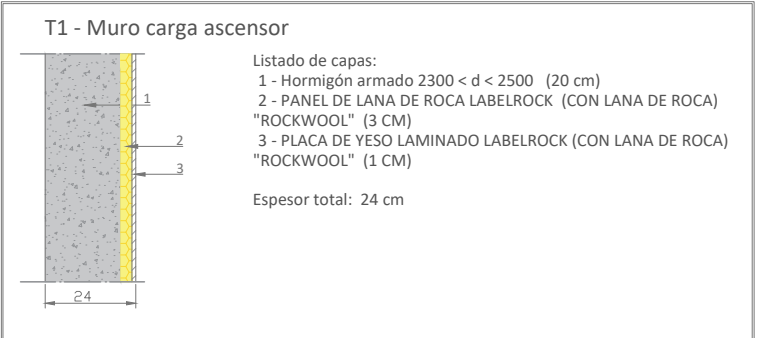 T1 - Muro carga ascensor
Listado de capas:
1 - Hormigón armado 2300 < d < 2500 (20 cm)
2 - PANEL DE LANA DE ROCA LABELROCK (CON LANA DE ROCA)
"ROCKWOOL" (3 CM)
3 - PLACA DE YESO LAMINADO LABELROCK (CON LANA DE ROCA)
"ROCKWOOL" (1 CM)
Espesor total: 24 cm
1
2
3
24